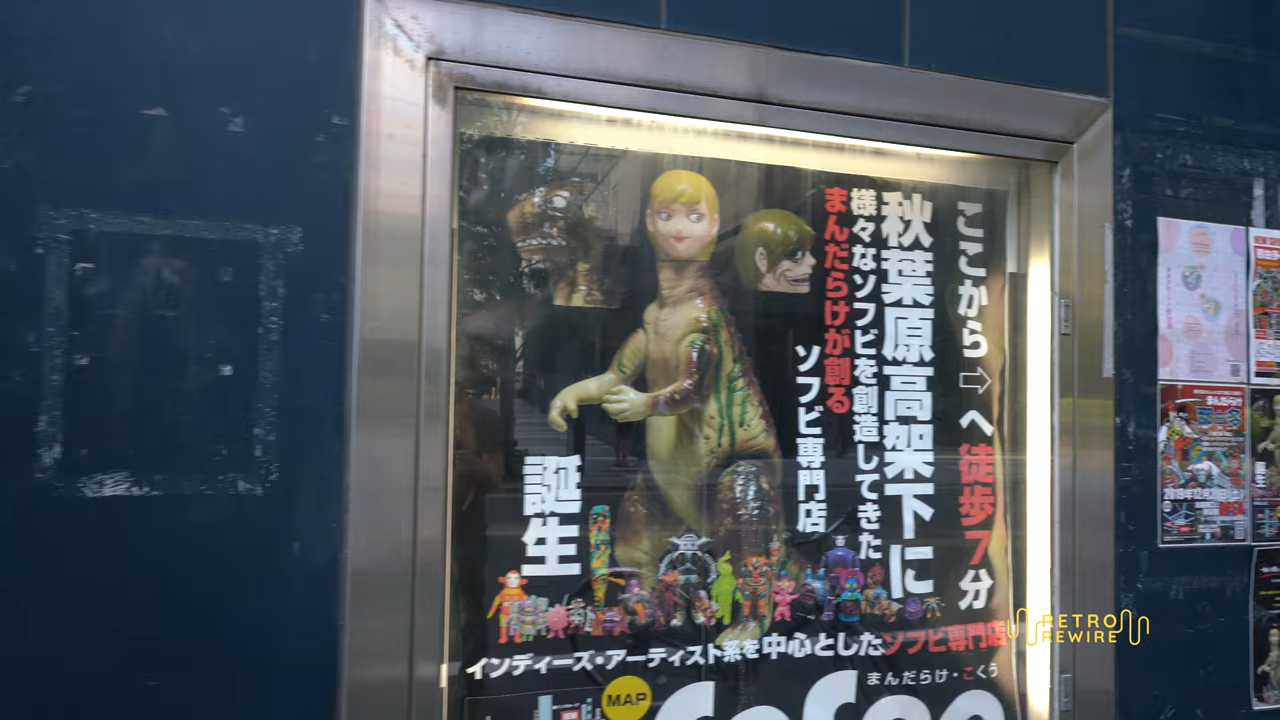 ここから⇨へ徒歩7分
秋葉原高架下に
様々なソフビを創造してきた
まんだらけが創る
ソフビ専門店
誕生
インディーズ・アーティスト系を中心としたソフビ専門店
まんだらけ・こくう
MAP
RETRO
REWIRE